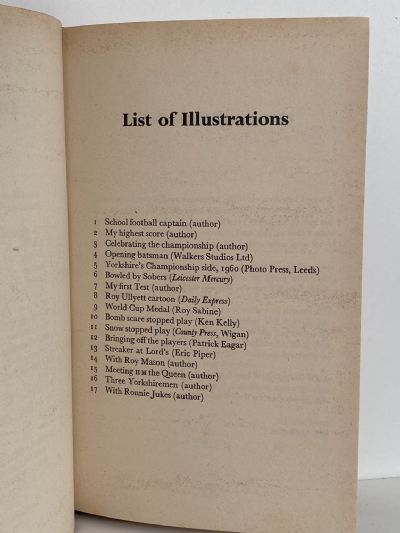 List of Illustrations
1 School football captain (author)
2 My highest score (author)
3 Celebrating the championship (author)
4 Opening batsman (Walkers Studios Ltd)
5 Yorkshire's Championship side, 1960 (Photo Press, Leeds)
6 Bowled by Sobers (Leicester Mercury)
7 My first Test (author)
8 Roy Ullyett cartoon (Daily Express)
9 World Cup Medal (Roy Sabine)
10 Bomb scare stopped play (Ken Kelly)
11 Snow stopped play (County Press, Wigan)
12 Bringing off the players (Patrick Eagar)
13 Streaker at Lord's (Eric Piper)
14 With Roy Mason (author)
15 Meeting HM the Queen (author)
16 Three Yorkshiremen (author)
17 With Ronnie Jukes (author)